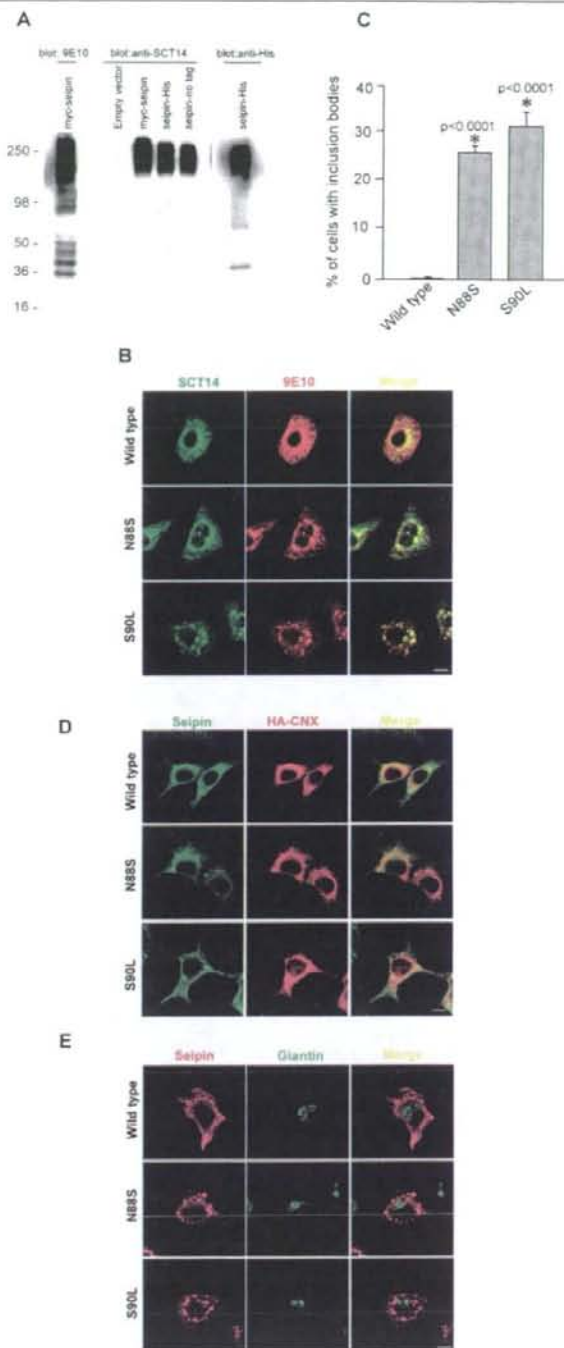 A
blot: 9E10
blot:anti-SCT14
blot:anti-His
myc-seipin
Empty vector
myc-seipin
seipin-His
seipin-no tag
seipin-His
250 -
98 -
50 -
36 -
16 -
C
% of cells with inclusion bodies
40
30
20
10
0
p<0.0001
*
p<0.0001
*
Wild type
N88S
S90L
B
SCT14
9E10
Merge
Wild type
N88S
S90L
D
Seipin
HA-CNX
Merge
Wild type
N88S
S90L
E
Seipin
Giantin
Merge
Wild type
N88S
S90L